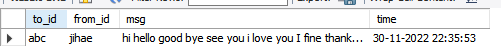 to_id from_id msg time
abc jihae hi hello good bye see you i love you I fine thank... 30-11-2022 22:35:53